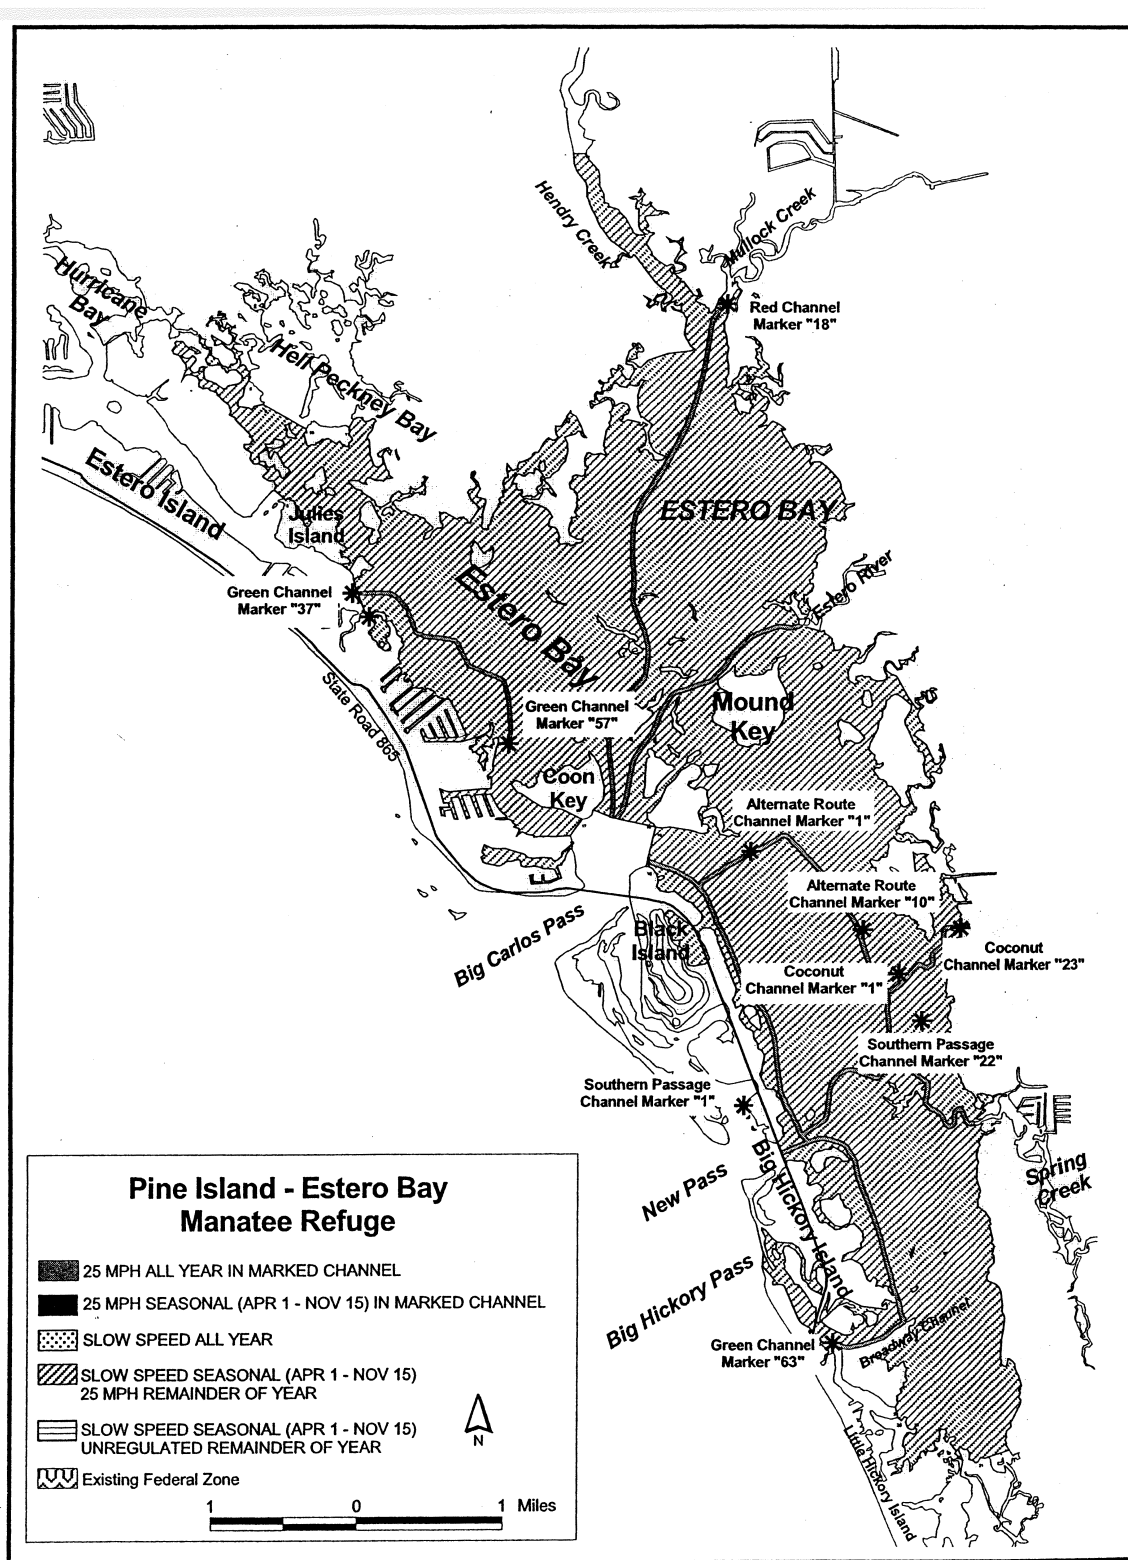 Hendry Creek
Mullock Creek
Red Channel
Marker "18"
Hurricane
Bay
Hell Peckney Bay
Estero Island
Julies
Island
ESTERO BAY
Estero Bay
Estero River
Green Channel
Marker "37"
State Road 865
Green Channel
Marker "57"
Mound
Key
Coon
Key
Alternate Route
Channel Marker "1"
Alternate Route
Channel Marker "10"
Big Carlos Pass
Black
Island
Coconut
Channel Marker "23"
Coconut
Channel Marker "1"
Southern Passage
Channel Marker "22"
Southern Passage
Channel Marker "1"
New Pass
Big Hickory Island
Spring
Creek
Big Hickory Pass
Green Channel
Marker "63"
Broadway Channel
Little Hickory Island
Pine Island - Estero Bay
Manatee Refuge
25 MPH ALL YEAR IN MARKED CHANNEL
25 MPH SEASONAL (APR 1 - NOV 15) IN MARKED CHANNEL
SLOW SPEED ALL YEAR
SLOW SPEED SEASONAL (APR 1 - NOV 15)
25 MPH REMAINDER OF YEAR
SLOW SPEED SEASONAL (APR 1 - NOV 15)
UNREGULATED REMAINDER OF YEAR
Existing Federal Zone
N
1 0 1 Miles